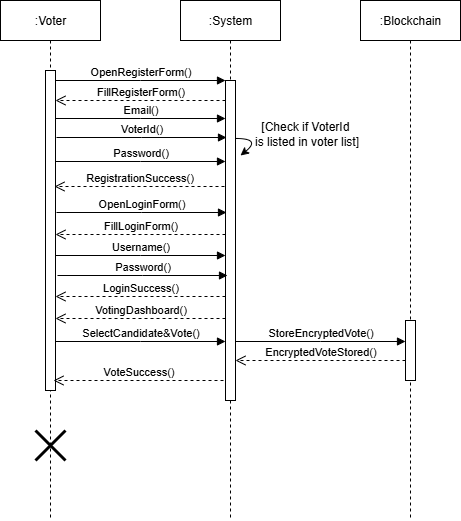 :Voter
:System
:Blockchain
OpenRegisterForm()
FillRegisterForm()
Email()
VoterId()
[Check if VoterId
is listed in voter list]
Password()
RegistrationSuccess()
OpenLoginForm()
FillLoginForm()
Username()
Password()
LoginSuccess()
VotingDashboard()
SelectCandidate&Vote()
StoreEncryptedVote()
EncryptedVoteStored()
VoteSuccess()